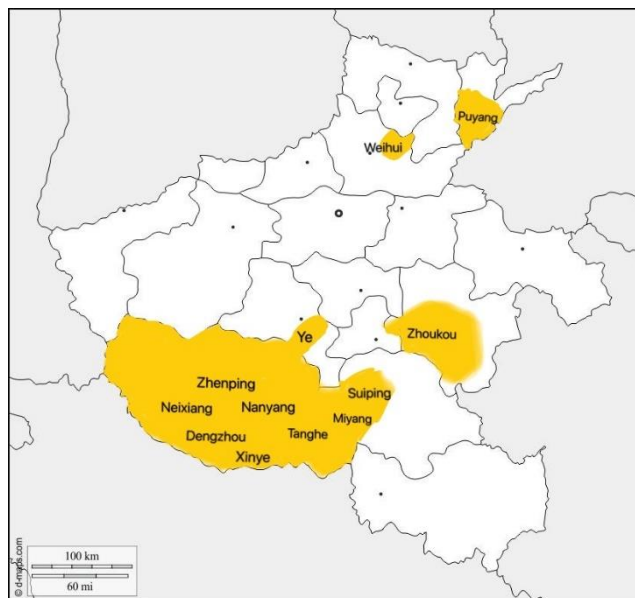 Puyang
Weihui
Ye
Zhoukou
Zhenping
Suiping
Neixiang
Nanyang
Miyang
Dengzhou
Tanghe
Xinye
100 km
60 mi
© d-maps.com